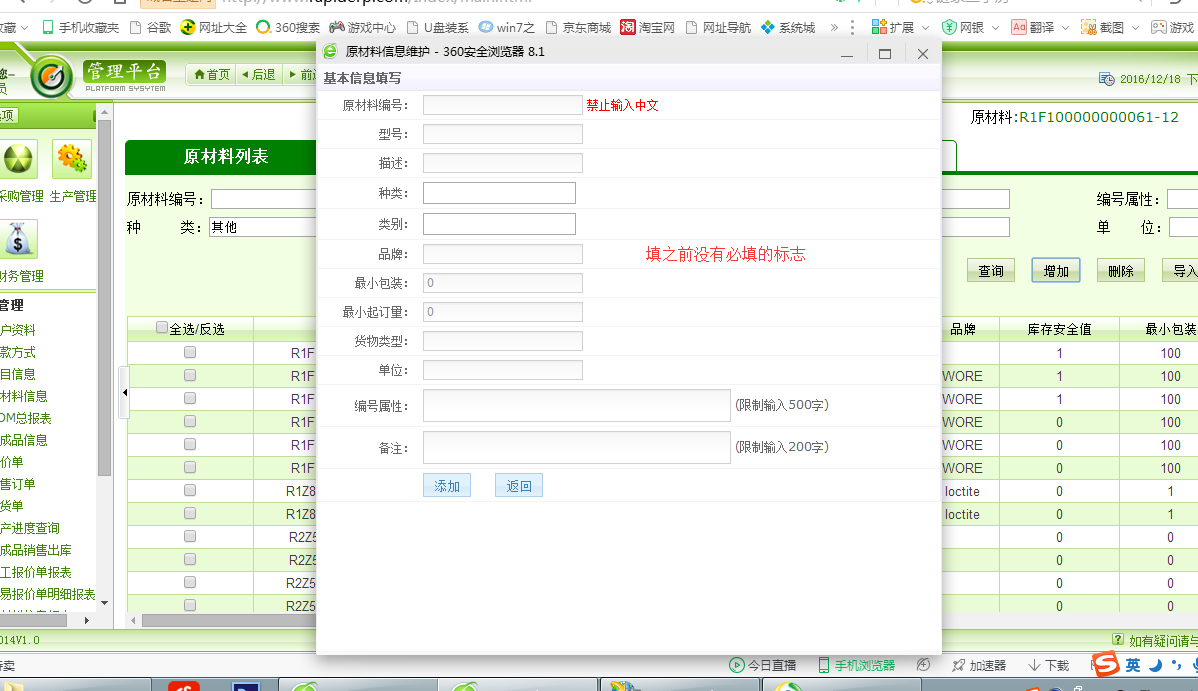 手机收藏夹 谷歌 网址大全 360搜索 游戏中心 U盘装系 win7之 京东商城 淘宝网 网址导航 系统城 » 扩展 网银 翻译 截图 游戏
原材料信息维护 - 360安全浏览器 8.1
管理平台
PLATFORM SYSYTEM
首页 后退
2016/12/18
基本信息填写
原材料:R1F100000000061-12
原材料列表
采购管理 生产管理
财务管理
原材料编号：
种 类：其他
编号属性：
单 位：
查询 增加 删除 导入
原材料编号： 禁止输入中文
型号：
描述：
种类：
类别：
品牌： 填之前没有必填的标志
最小包装： 0
最小起订量： 0
货物类型：
单位：
编号属性： (限制输入500字)
备注： (限制输入200字)
添加 返回
管理
户资料
款方式
目信息
材料信息
OM总报表
成品信息
价单
售订单
货单
产进度查询
成品销售出库
工报价单报表
易报价单明细报表
全选/反选 品牌 库存安全值 最小包装
R1F 1 100
R1F WORE 1 100
R1F WORE 1 100
R1F WORE 0 100
R1F WORE 0 100
R1F WORE 0 100
R1Z8 loctite 0 1
R1Z8 loctite 0 1
R2Z5 0 0
R2Z5 0 0
R2Z5 0 0
R2Z5 0 0
014V1.0
如有疑问请与
今日直播 手机浏览器 加速器 下载
英